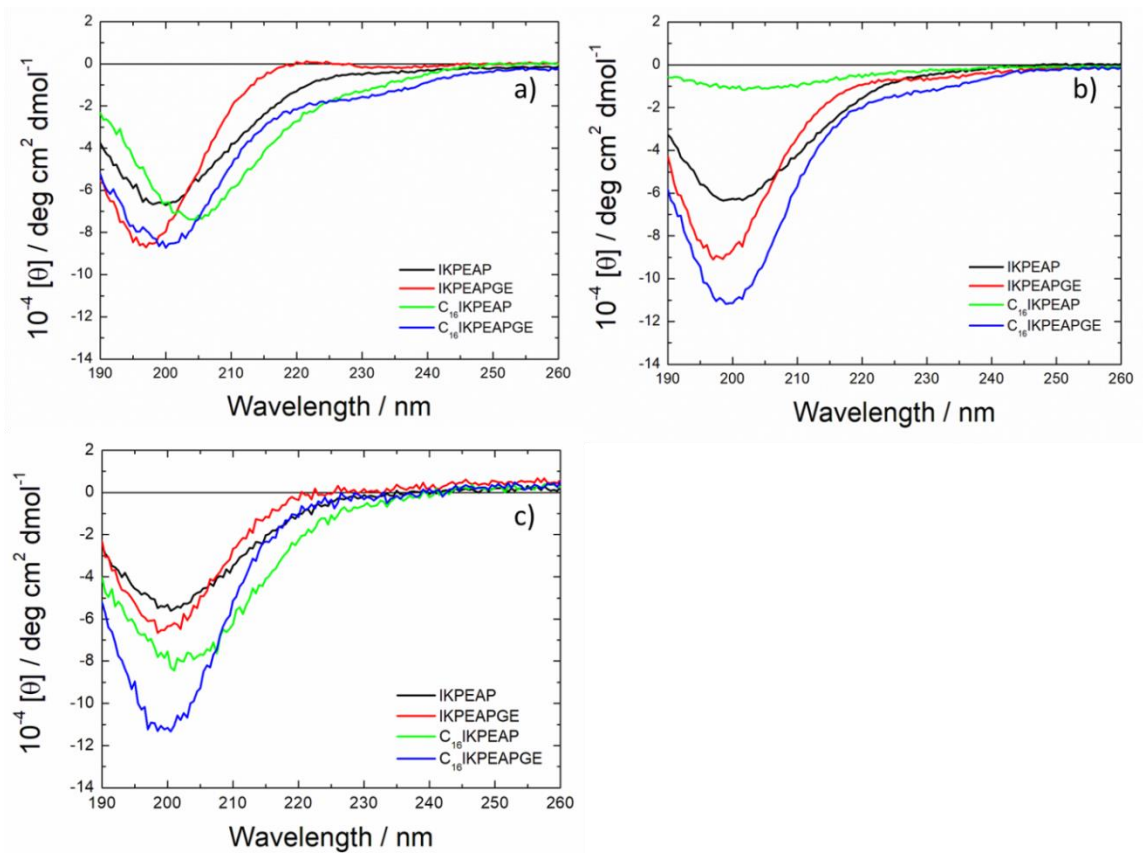 a)
10⁻⁴ [θ] / deg cm² dmol⁻¹
2
0
-2
-4
-6
-8
-10
-12
-14
IKPEAP
IKPEAPGE
C₁₆IKPEAP
C₁₆IKPEAPGE
190 200 210 220 230 240 250 260
Wavelength / nm
b)
10⁻⁴ [θ] / deg cm² dmol⁻¹
2
0
-2
-4
-6
-8
-10
-12
-14
IKPEAP
IKPEAPGE
C₁₆IKPEAP
C₁₆IKPEAPGE
190 200 210 220 230 240 250 260
Wavelength / nm
c)
10⁻⁴ [θ] / deg cm² dmol⁻¹
2
0
-2
-4
-6
-8
-10
-12
-14
IKPEAP
IKPEAPGE
C₁₆IKPEAP
C₁₆IKPEAPGE
190 200 210 220 230 240 250 260
Wavelength / nm